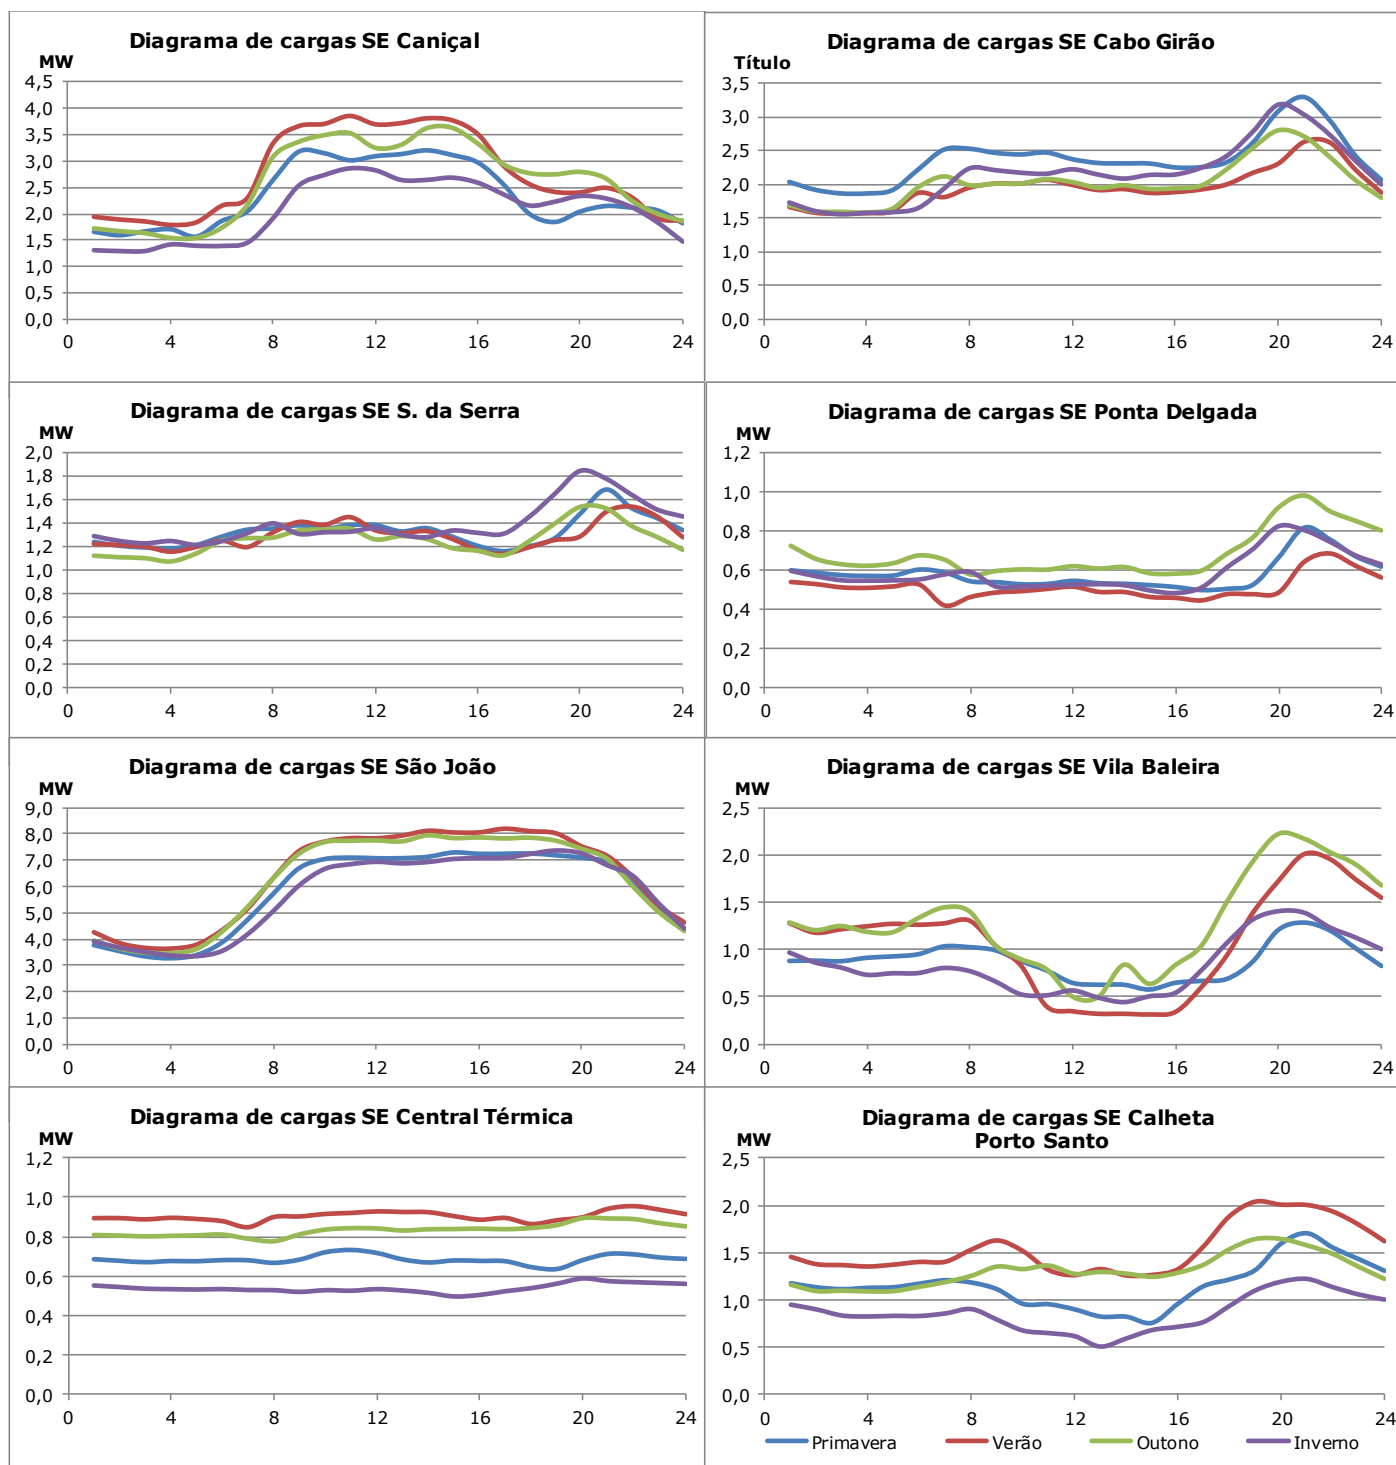 Diagrama de cargas SE Caniçal
MW
4,5
4,0
3,5
3,0
2,5
2,0
1,5
1,0
0,5
0,0
0 4 8 12 16 20 24
Diagrama de cargas SE Cabo Girão
Título
3,5
3,0
2,5
2,0
1,5
1,0
0,5
0,0
0 4 8 12 16 20 24
Diagrama de cargas SE S. da Serra
MW
2,0
1,8
1,6
1,4
1,2
1,0
0,8
0,6
0,4
0,2
0,0
0 4 8 12 16 20 24
Diagrama de cargas SE Ponta Delgada
MW
1,2
1,0
0,8
0,6
0,4
0,2
0,0
0 4 8 12 16 20 24
Diagrama de cargas SE São João
MW
9,0
8,0
7,0
6,0
5,0
4,0
3,0
2,0
1,0
0,0
0 4 8 12 16 20 24
Diagrama de cargas SE Vila Baleira
MW
2,5
2,0
1,5
1,0
0,5
0,0
0 4 8 12 16 20 24
Diagrama de cargas SE Central Térmica
MW
1,2
1,0
0,8
0,6
0,4
0,2
0,0
0 4 8 12 16 20 24
Diagrama de cargas SE Calheta
Porto Santo
MW
2,5
2,0
1,5
1,0
0,5
0,0
0 4 8 12 16 20 24
Primavera Verão Outono Inverno